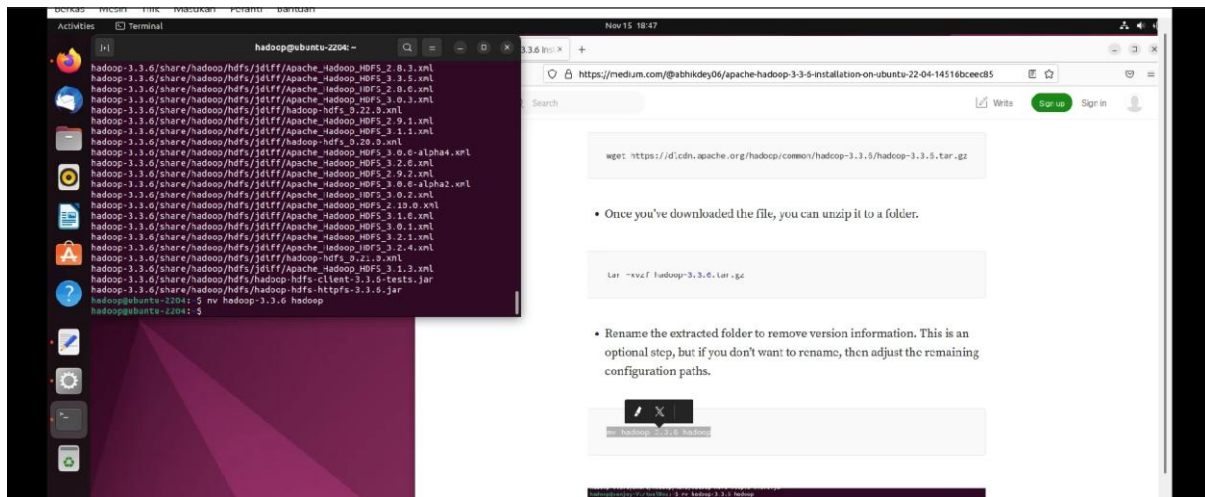 Berkas Mesin Tilik Masukan Peranti Bantuan
Activities Terminal Nov 15 18:47
hadoop@ubuntu-2204: ~
hadoop-3.3.6/share/hadoop/hdfs/jdiff/Apache_Hadoop_HDFS_2.8.3.xml
hadoop-3.3.6/share/hadoop/hdfs/jdiff/Apache_Hadoop_HDFS_3.3.5.xml
hadoop-3.3.6/share/hadoop/hdfs/jdiff/Apache_Hadoop_HDFS_3.0.3.xml
hadoop-3.3.6/share/hadoop/hdfs/jdiff/hadoop-hdfs_0.22.0.xml
hadoop-3.3.6/share/hadoop/hdfs/jdiff/Apache_Hadoop_HDFS_2.9.1.xml
hadoop-3.3.6/share/hadoop/hdfs/jdiff/Apache_Hadoop_HDFS_3.1.1.xml
hadoop-3.3.6/share/hadoop/hdfs/jdiff/hadoop-hdfs_0.20.0.xml
hadoop-3.3.6/share/hadoop/hdfs/jdiff/Apache_Hadoop_HDFS_3.0.0-alpha4.xml
hadoop-3.3.6/share/hadoop/hdfs/jdiff/Apache_Hadoop_HDFS_3.2.0.xml
hadoop-3.3.6/share/hadoop/hdfs/jdiff/Apache_Hadoop_HDFS_2.9.2.xml
hadoop-3.3.6/share/hadoop/hdfs/jdiff/Apache_Hadoop_HDFS_3.0.0-alpha2.xml
hadoop-3.3.6/share/hadoop/hdfs/jdiff/Apache_Hadoop_HDFS_3.0.2.xml
hadoop-3.3.6/share/hadoop/hdfs/jdiff/Apache_Hadoop_HDFS_2.10.0.xml
hadoop-3.3.6/share/hadoop/hdfs/jdiff/Apache_Hadoop_HDFS_3.1.0.xml
hadoop-3.3.6/share/hadoop/hdfs/jdiff/Apache_Hadoop_HDFS_3.0.1.xml
hadoop-3.3.6/share/hadoop/hdfs/jdiff/Apache_Hadoop_HDFS_3.2.1.xml
hadoop-3.3.6/share/hadoop/hdfs/jdiff/Apache_Hadoop_HDFS_3.2.4.xml
hadoop-3.3.6/share/hadoop/hdfs/jdiff/hadoop-hdfs_0.21.0.xml
hadoop-3.3.6/share/hadoop/hdfs/jdiff/Apache_Hadoop_HDFS_3.1.3.xml
hadoop-3.3.6/share/hadoop/hdfs/hadoop-hdfs-client-3.3.6-tests.jar
hadoop-3.3.6/share/hadoop/hdfs/hadoop-hdfs-httpfs-3.3.6.jar
hadoop@ubuntu-2204:~$ mv hadoop-3.3.6 hadoop
hadoop@ubuntu-2204:~$
3.3.6 Inst
https://medium.com/@abhikdey06/apache-hadoop-3-3-6-installation-on-ubuntu-22-04-14516bceec85
Search Write Sign up Sign in
wget https://dlcdn.apache.org/hadoop/common/hadoop-3.3.6/hadoop-3.3.6.tar.gz
• Once you've downloaded the file, you can unzip it to a folder.
tar -xvzf hadoop-3.3.6.tar.gz
• Rename the extracted folder to remove version information. This is an
optional step, but if you don't want to rename, then adjust the remaining
configuration paths.
mv hadoop-3.3.6 hadoop